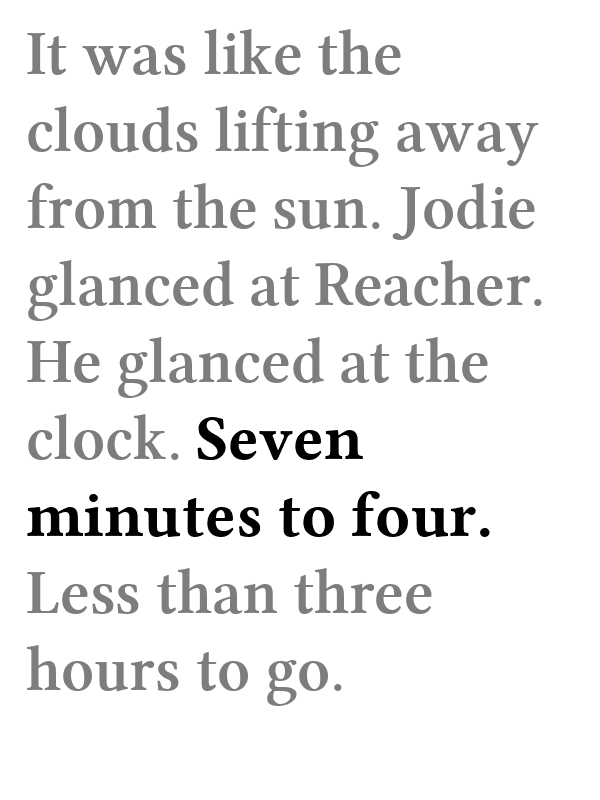 It was like the
clouds lifting away
from the sun. Jodie
glanced at Reacher.
He glanced at the
clock. Seven
minutes to four.
Less than three
hours to go.